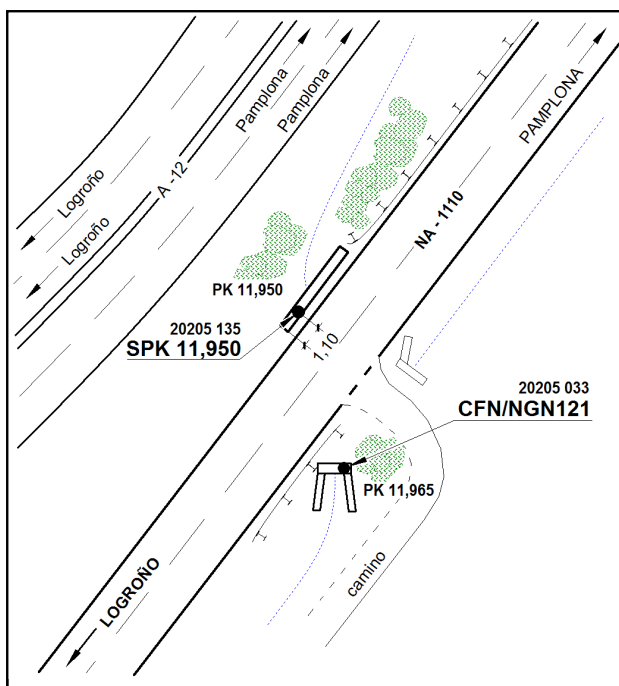 Pamplona
Pamplona
PAMPLONA
Logroño
A -12
Logroño
NA - 1110
PK 11,950
20205 135
SPK 11,950
1,10
20205 033
CFN/NGN121
PK 11,965
camino
LOGROÑO